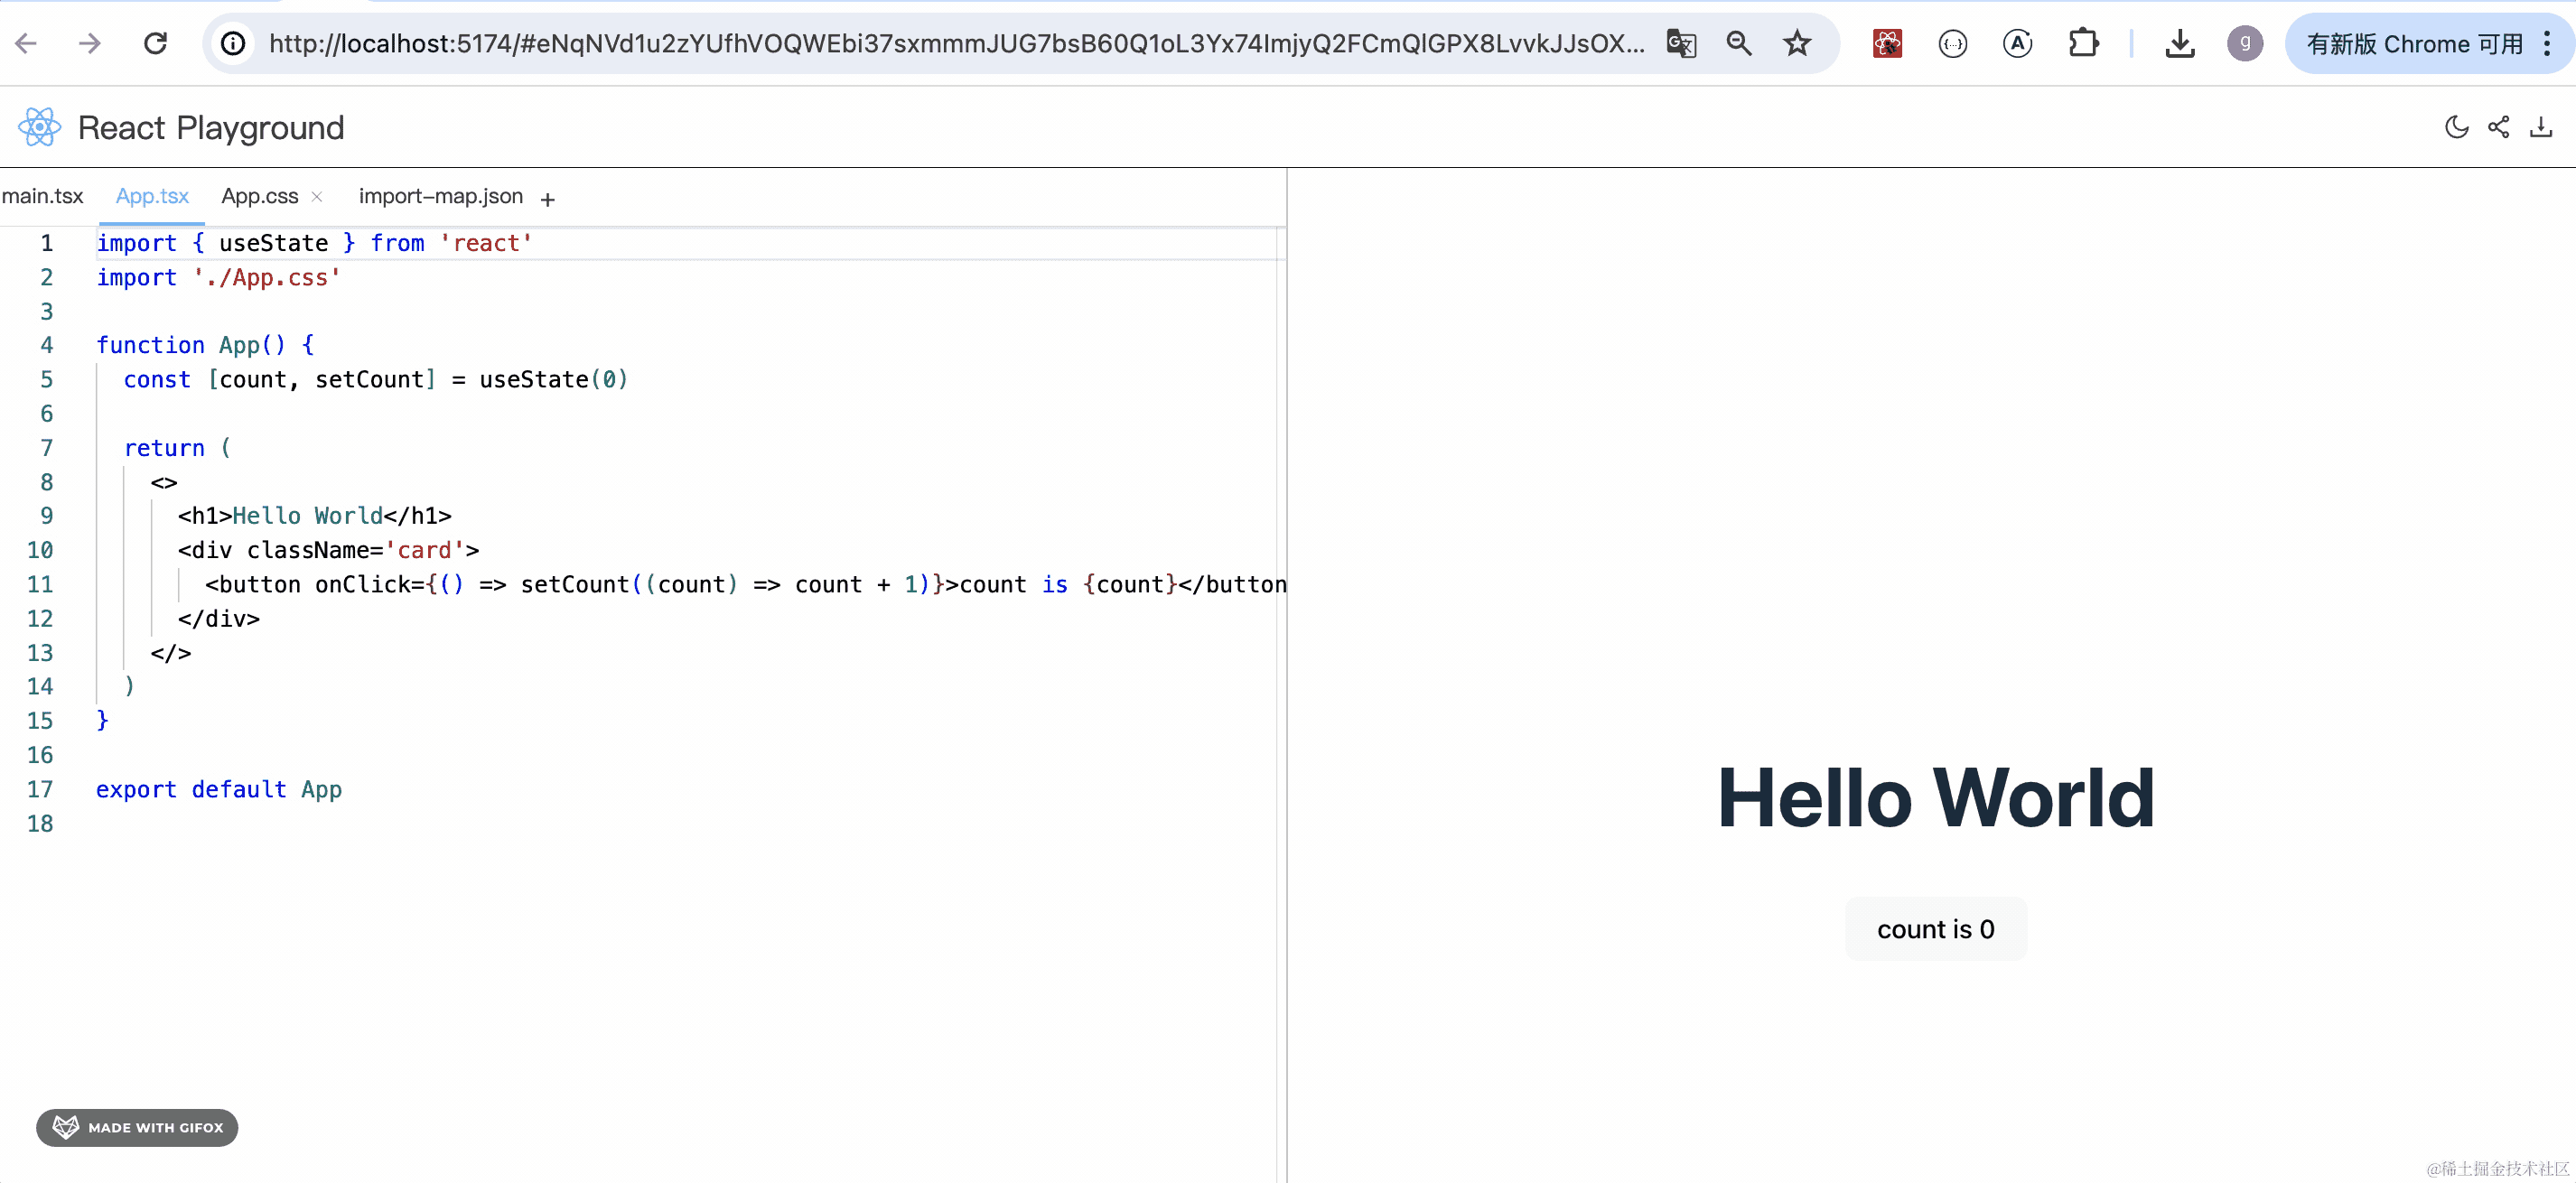 http://localhost:5174/#eNqNVd1u2zYUfhVOQWEbi37sxmmmJUG7bsB60Q1oL3Yx74ImjyQ2FCmQlGPX8LvvkJJsOX...
有新版 Chrome 可用
React Playground
main.tsx App.tsx App.css × import-map.json +
1 import { useState } from 'react'
2 import './App.css'
3
4 function App() {
5 const [count, setCount] = useState(0)
6
7 return (
8 <>
9 <h1>Hello World</h1>
10 <div className='card'>
11 <button onClick={() => setCount((count) => count + 1)}>count is {count}</button
12 </div>
13 </>
14 )
15 }
16
17 export default App
18
Hello World
count is 0
MADE WITH GIFOX
@稀土掘金技术社区